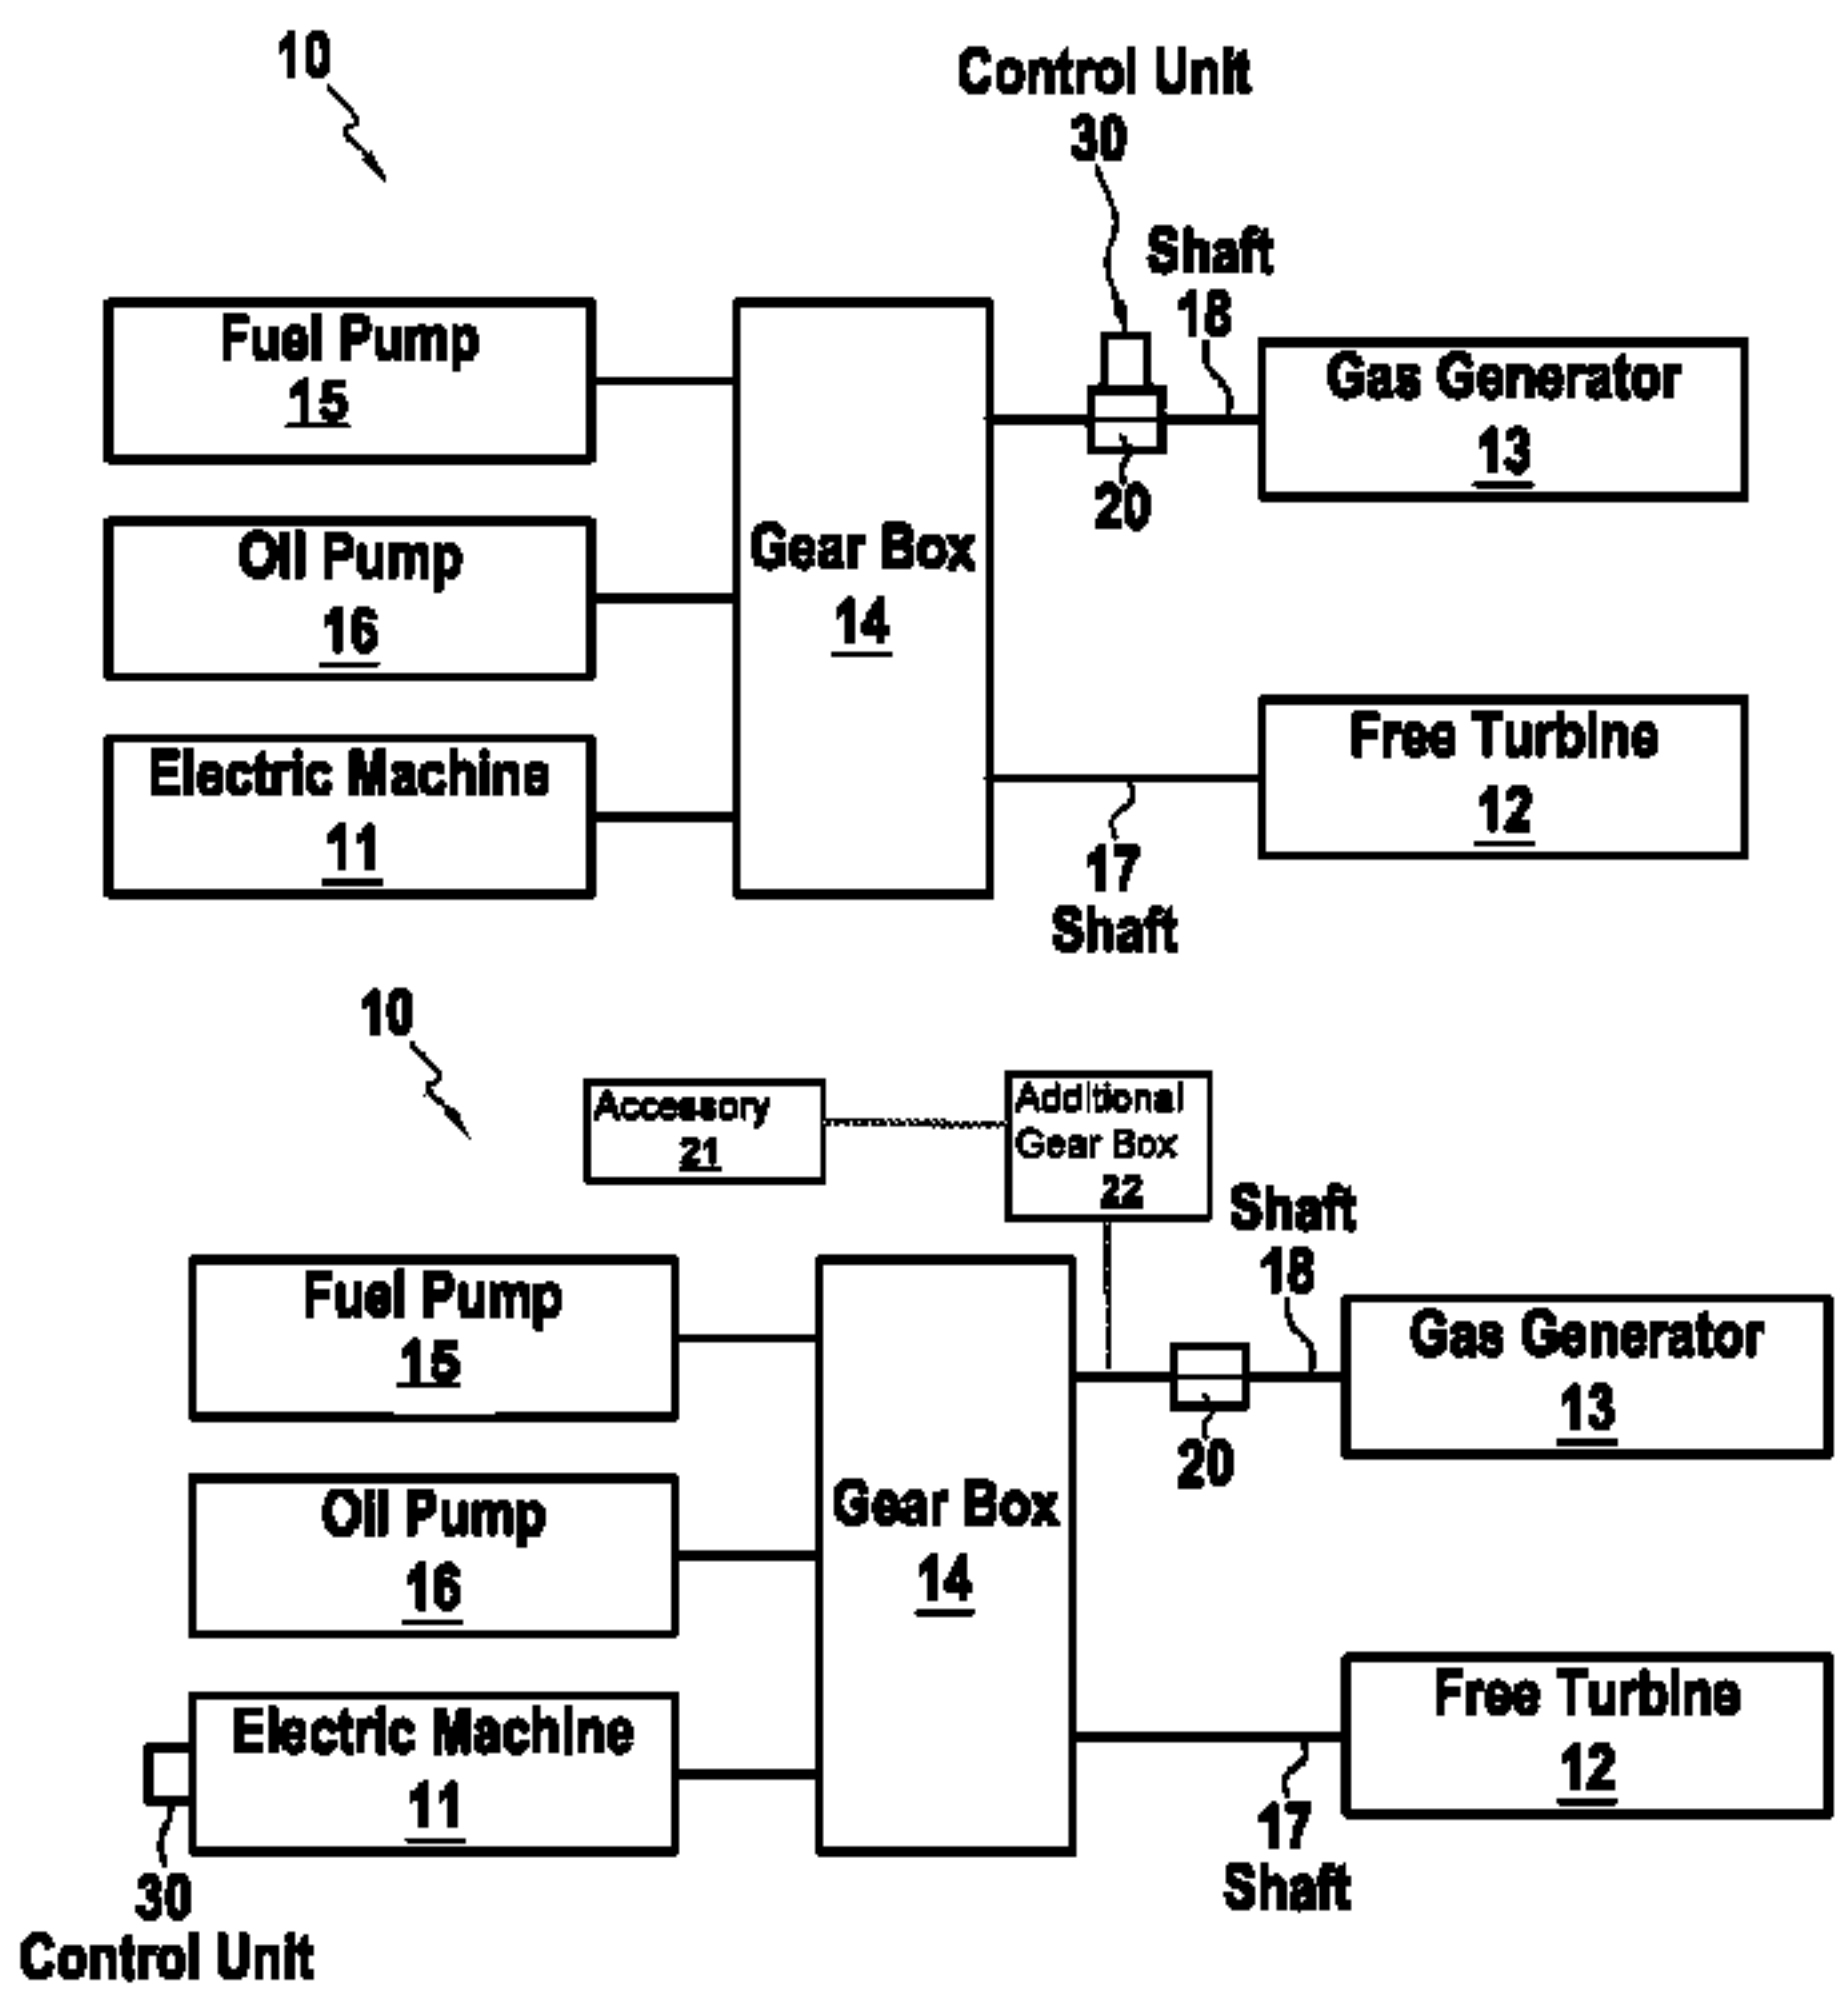 10
Control Unit
30
Shaft
18
Fuel Pump
15
Gas Generator
13
20
Oil Pump
16
Gear Box
14
Electric Machine
11
Free Turbine
12
17
Shaft
10
Accessory
21
Additional
Gear Box
22
Shaft
18
Fuel Pump
15
Gas Generator
13
20
Oil Pump
16
Gear Box
14
Electric Machine
11
Free Turbine
12
17
Shaft
30
Control Unit